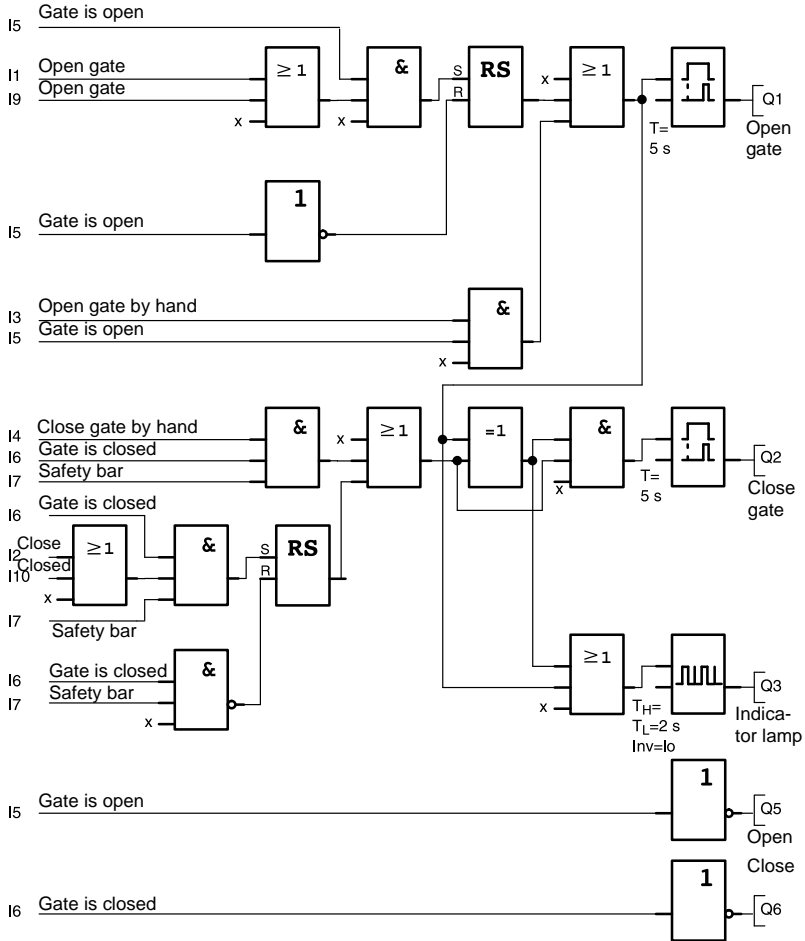 I5 Gate is open
I1 Open gate
I9 Open gate
x
≥1
x
&
S
R
RS
x
≥1
T=
5 s
Q1
Open
gate
1
I5 Gate is open
I3 Open gate by hand
I5 Gate is open
x
&
I4 Close gate by hand
I6 Gate is closed
I7 Safety bar
&
x
≥1
=1
&
x
T=
5 s
Q2
Close
gate
I6 Gate is closed
I2 Close
I10 Closed
x
≥1
I7 Safety bar
&
S
R
RS
I6 Gate is closed
I7 Safety bar
x
&
x
≥1
TH=
TL=2 s
Inv=lo
Q3
Indica-
tor lamp
I5 Gate is open
1
Q5
Open
Close
I6 Gate is closed
1
Q6